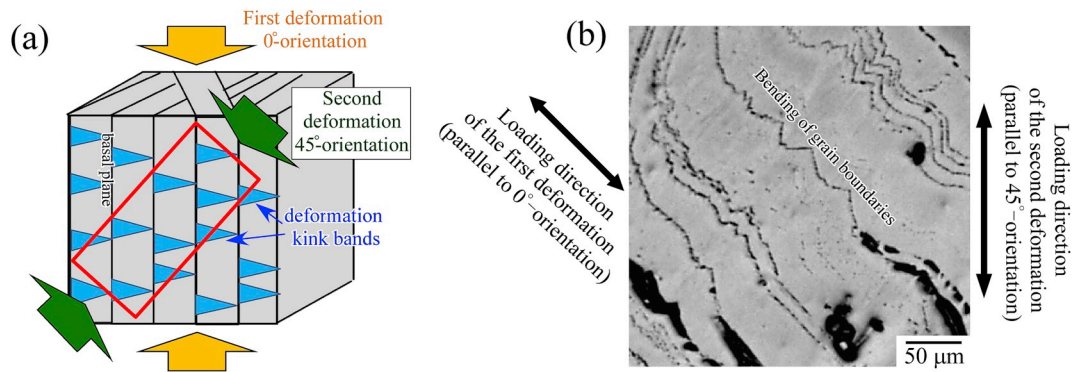 (a)
First deformation
0°-orientation
Second
deformation
45°-orientation
basal plane
deformation
kink bands
(b)
Loading direction
of the first deformation
(parallel to 0°-orientation)
Bending of grain boundaries
Loading direction
of the second deformation
(parallel to 45°-orientation)
50 μm